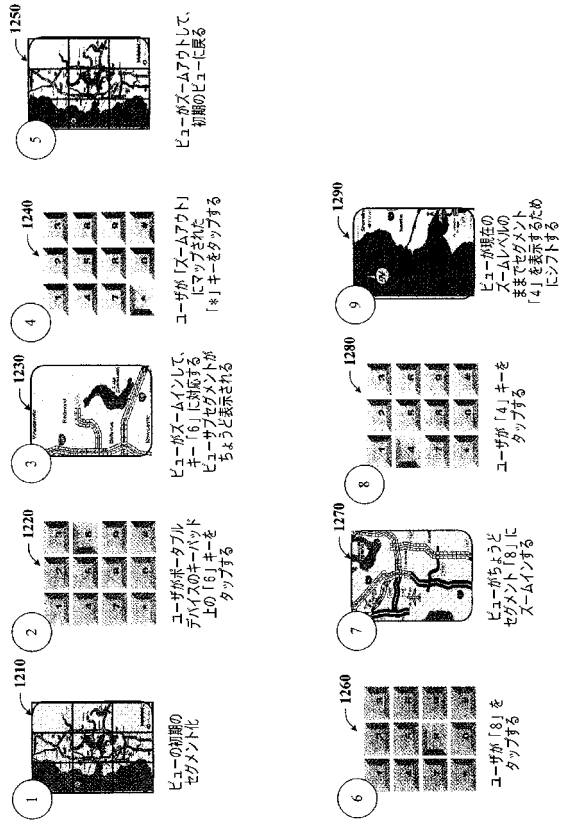 1
1210
ビューの初期の
セグメント化
2
1220
ユーザがポータブル
デバイスのキーパッド
上の「6」キーを
タップする
3
1230
ビューがズームインして、
キー「6」に対応する
ビューサブセグメントが
ちょうど表示される
4
1240
ユーザが「ズームアウト」
にマップされた
「*」キーをタップする
5
1250
ビューがズームアウトして、
初期のビューに戻る
6
1260
ユーザが「8」を
タップする
7
1270
ビューがちょうど
セグメント「8」に
ズームインする
8
1280
ユーザが「4」キーを
タップする
9
1290
ビューが現在の
ズームレベルの
ままでセグメント
「4」を表示するため
にシフトする